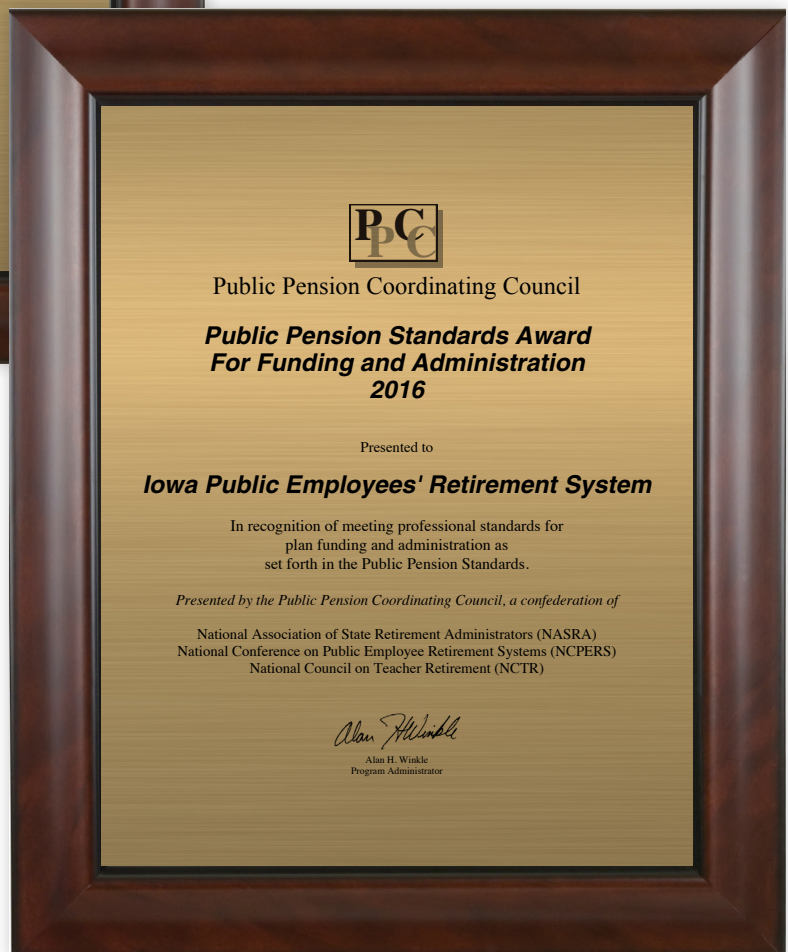 PPCC
Public Pension Coordinating Council
Public Pension Standards Award
For Funding and Administration
2016
Presented to
Iowa Public Employees' Retirement System
In recognition of meeting professional standards for
plan funding and administration as
set forth in the Public Pension Standards.
Presented by the Public Pension Coordinating Council, a confederation of
National Association of State Retirement Administrators (NASRA)
National Conference on Public Employee Retirement Systems (NCPERS)
National Council on Teacher Retirement (NCTR)
Alan H Winkle
Alan H. Winkle
Program Administrator